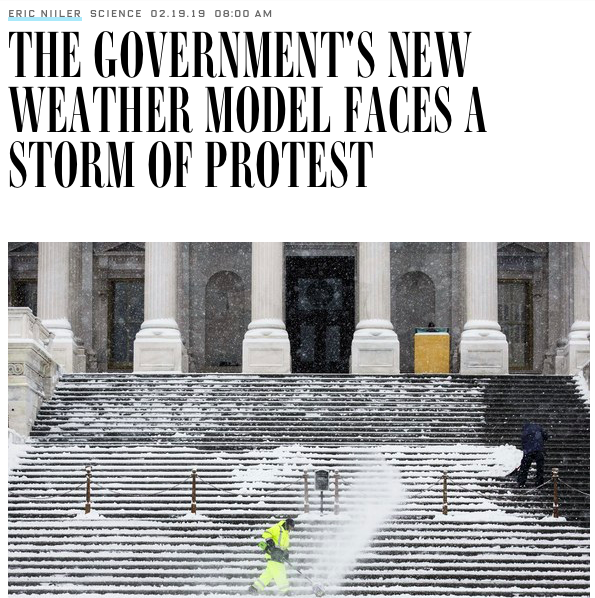 ERIC NIILER SCIENCE 02.19.19 08:00 AM
THE GOVERNMENT'S NEW
WEATHER MODEL FACES A
STORM OF PROTEST